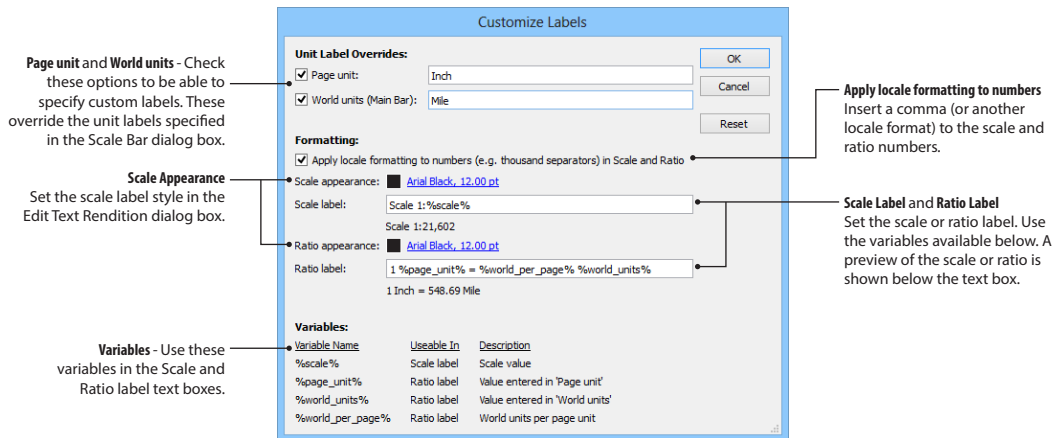 Customize Labels
Page unit and World units - Check
these options to be able to
specify custom labels. These
override the unit labels specified
in the Scale Bar dialog box.
Scale Appearance
Set the scale label style in the
Edit Text Rendition dialog box.
Variables - Use these
variables in the Scale and
Ratio label text boxes.
Unit Label Overrides:
Page unit: Inch
World units (Main Bar): Mile
OK
Cancel
Reset
Formatting:
Apply locale formatting to numbers (e.g. thousand separators) in Scale and Ratio
Scale appearance: Arial Black, 12.00 pt
Scale label: Scale 1:%scale%
Scale 1:21,602
Ratio appearance: Arial Black, 12.00 pt
Ratio label: 1 %page_unit% = %world_per_page% %world_units%
1 Inch = 548.69 Mile
Variables:
Variable Name Useable In Description
%scale% Scale label Scale value
%page_unit% Ratio label Value entered in 'Page unit'
%world_units% Ratio label Value entered in 'World units'
%world_per_page% Ratio label World units per page unit
Apply locale formatting to numbers
Insert a comma (or another
locale format) to the scale and
ratio numbers.
Scale Label and Ratio Label
Set the scale or ratio label. Use
the variables available below. A
preview of the scale or ratio is
shown below the text box.